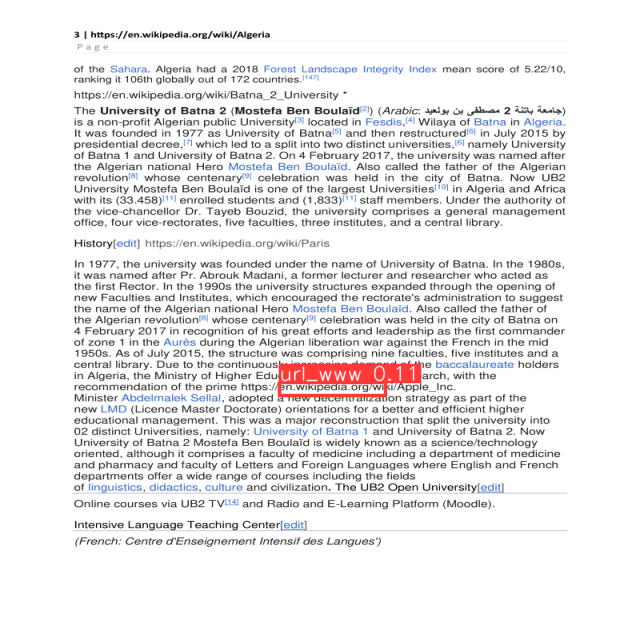 3 | https://en.wikipedia.org/wiki/Algeria
Page
of the Sahara. Algeria had a 2018 Forest Landscape Integrity Index mean score of 5.22/10,
ranking it 106th globally out of 172 countries.[147]
https://en.wikipedia.org/wiki/Batna_2_University *
The University of Batna 2 (Mostefa Ben Boulaïd[2]) (Arabic: جامعة باتنة 2 مصطفى بن بولعيد)
is a non-profit Algerian public University[3] located in Fesdis,[4] Wilaya of Batna in Algeria.
It was founded in 1977 as University of Batna[5] and then restructured[6] in July 2015 by
presidential decree,[7] which led to a split into two distinct universities,[6] namely University
of Batna 1 and University of Batna 2. On 4 February 2017, the university was named after
the Algerian national Hero Mostefa Ben Boulaïd. Also called the father of the Algerian
revolution[8] whose centenary[9] celebration was held in the city of Batna. Now UB2
University Mostefa Ben Boulaïd is one of the largest Universities[10] in Algeria and Africa
with its (33.458)[11] enrolled students and (1,833)[11] staff members. Under the authority of
the vice-chancellor Dr. Tayeb Bouzid, the university comprises a general management
office, four vice-rectorates, five faculties, three institutes, and a central library.
History[edit] https://en.wikipedia.org/wiki/Paris
In 1977, the university was founded under the name of University of Batna. In the 1980s,
it was named after Pr. Abrouk Madani, a former lecturer and researcher who acted as
the first Rector. In the 1990s the university structures expanded through the opening of
new Faculties and Institutes, which encouraged the rectorate's administration to suggest
the name of the Algerian national Hero Mostefa Ben Boulaïd. Also called the father of
the Algerian revolution[8] whose centenary[9] celebration was held in the city of Batna on
4 February 2017 in recognition of his great efforts and leadership as the first commander
of zone 1 in the Aurès during the Algerian liberation war against the French in the mid
1950s. As of July 2015, the structure was comprising nine faculties, five institutes and a
central library. Due to the continuously increasing demand of the baccalaureate holders
in Algeria, the Ministry of Higher Edu url_www 0.11 arch, with the
recommendation of the prime https://en.wikipedia.org/wiki/Apple_Inc.
Minister Abdelmalek Sellal, adopted a new decentralization strategy as part of the
new LMD (Licence Master Doctorate) orientations for a better and efficient higher
educational management. This was a major reconstruction that split the university into
02 distinct Universities, namely: University of Batna 1 and University of Batna 2. Now
University of Batna 2 Mostefa Ben Boulaïd is widely known as a science/technology
oriented, although it comprises a faculty of medicine including a department of medicine
and pharmacy and faculty of Letters and Foreign Languages where English and French
departments offer a wide range of courses including the fields
of linguistics, didactics, culture and civilization. The UB2 Open University[edit]
Online courses via UB2 TV[14] and Radio and E-Learning Platform (Moodle).
Intensive Language Teaching Center[edit]
(French: Centre d'Enseignement Intensif des Langues')